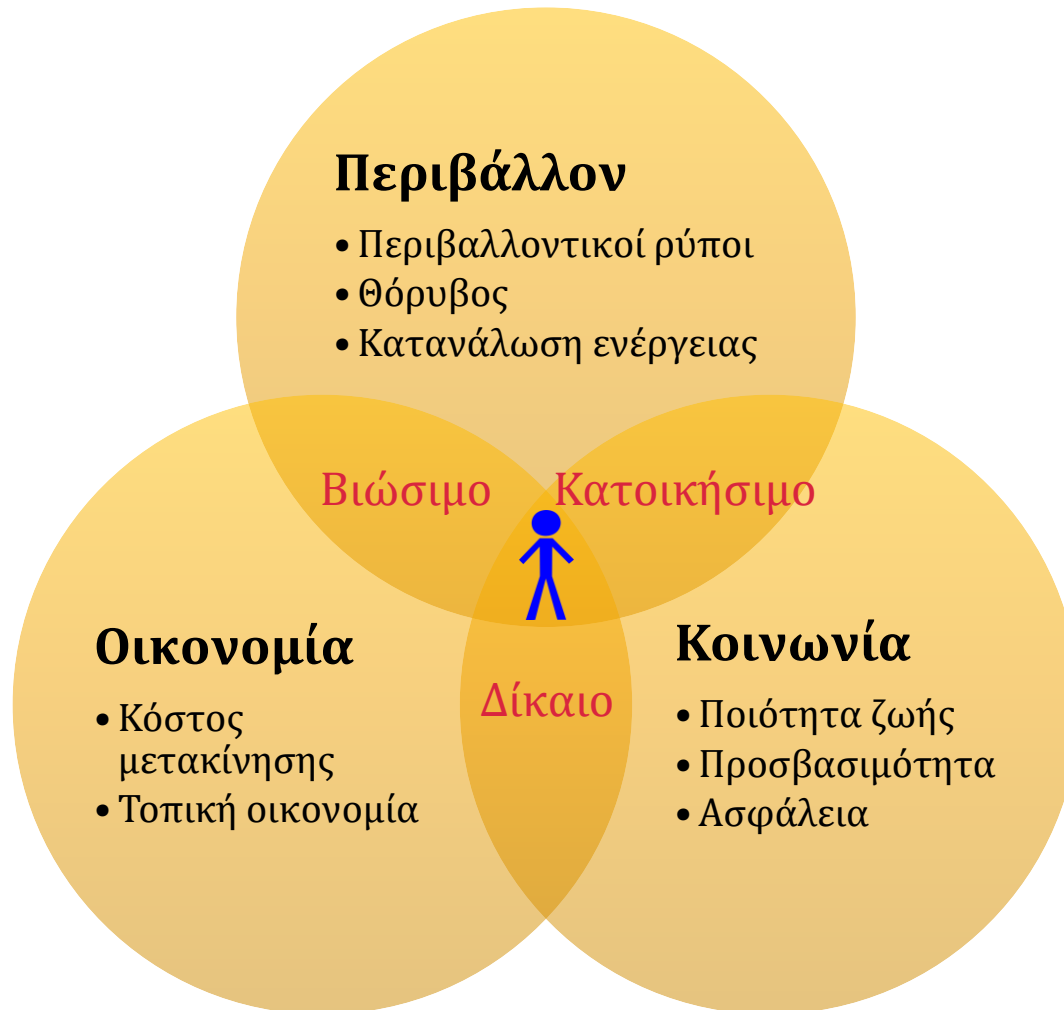 Περιβάλλον
• Περιβαλλοντικοί ρύποι
• Θόρυβος
• Κατανάλωση ενέργειας
Βιώσιμο
Κατοικήσιμο
Οικονομία
• Κόστος
μετακίνησης
• Τοπική οικονομία
Δίκαιο
Κοινωνία
• Ποιότητα ζωής
• Προσβασιμότητα
• Ασφάλεια